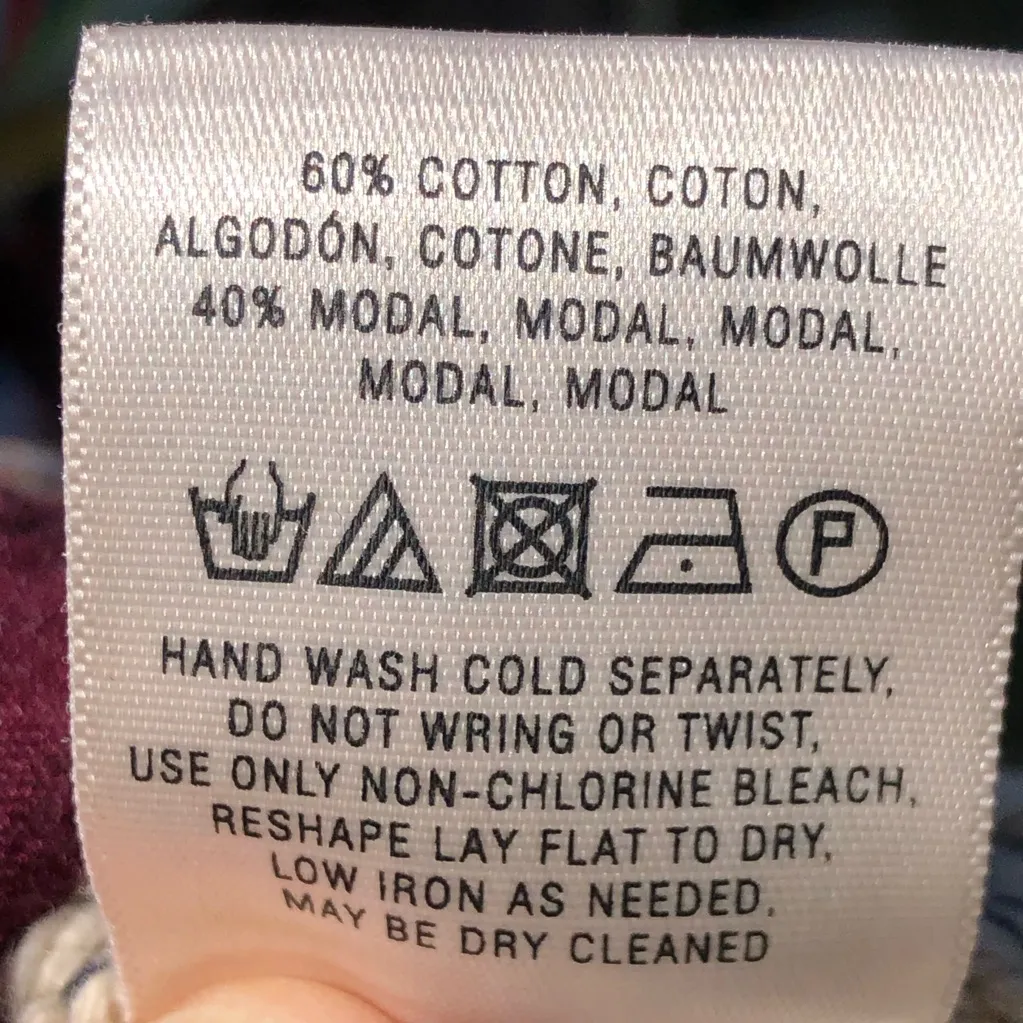 60% COTTON, COTON,
ALGODÓN, COTONE, BAUMWOLLE
40% MODAL, MODAL, MODAL,
MODAL, MODAL
P
HAND WASH COLD SEPARATELY,
DO NOT WRING OR TWIST,
USE ONLY NON-CHLORINE BLEACH,
RESHAPE LAY FLAT TO DRY,
LOW IRON AS NEEDED.
MAY BE DRY CLEANED